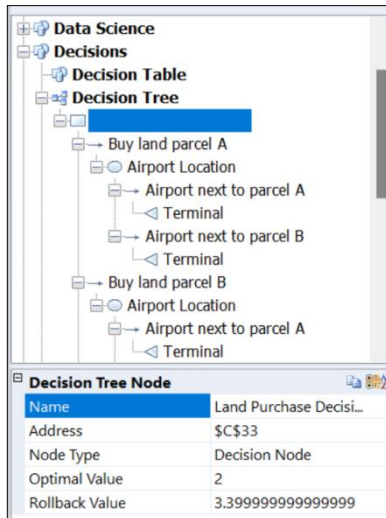 Data Science
Decisions
Decision Table
Decision Tree
Buy land parcel A
Airport Location
Airport next to parcel A
Terminal
Airport next to parcel B
Terminal
Buy land parcel B
Airport Location
Airport next to parcel A
Terminal
Decision Tree Node
Name Land Purchase Decisi...
Address $C$33
Node Type Decision Node
Optimal Value 2
Rollback Value 3.399999999999999